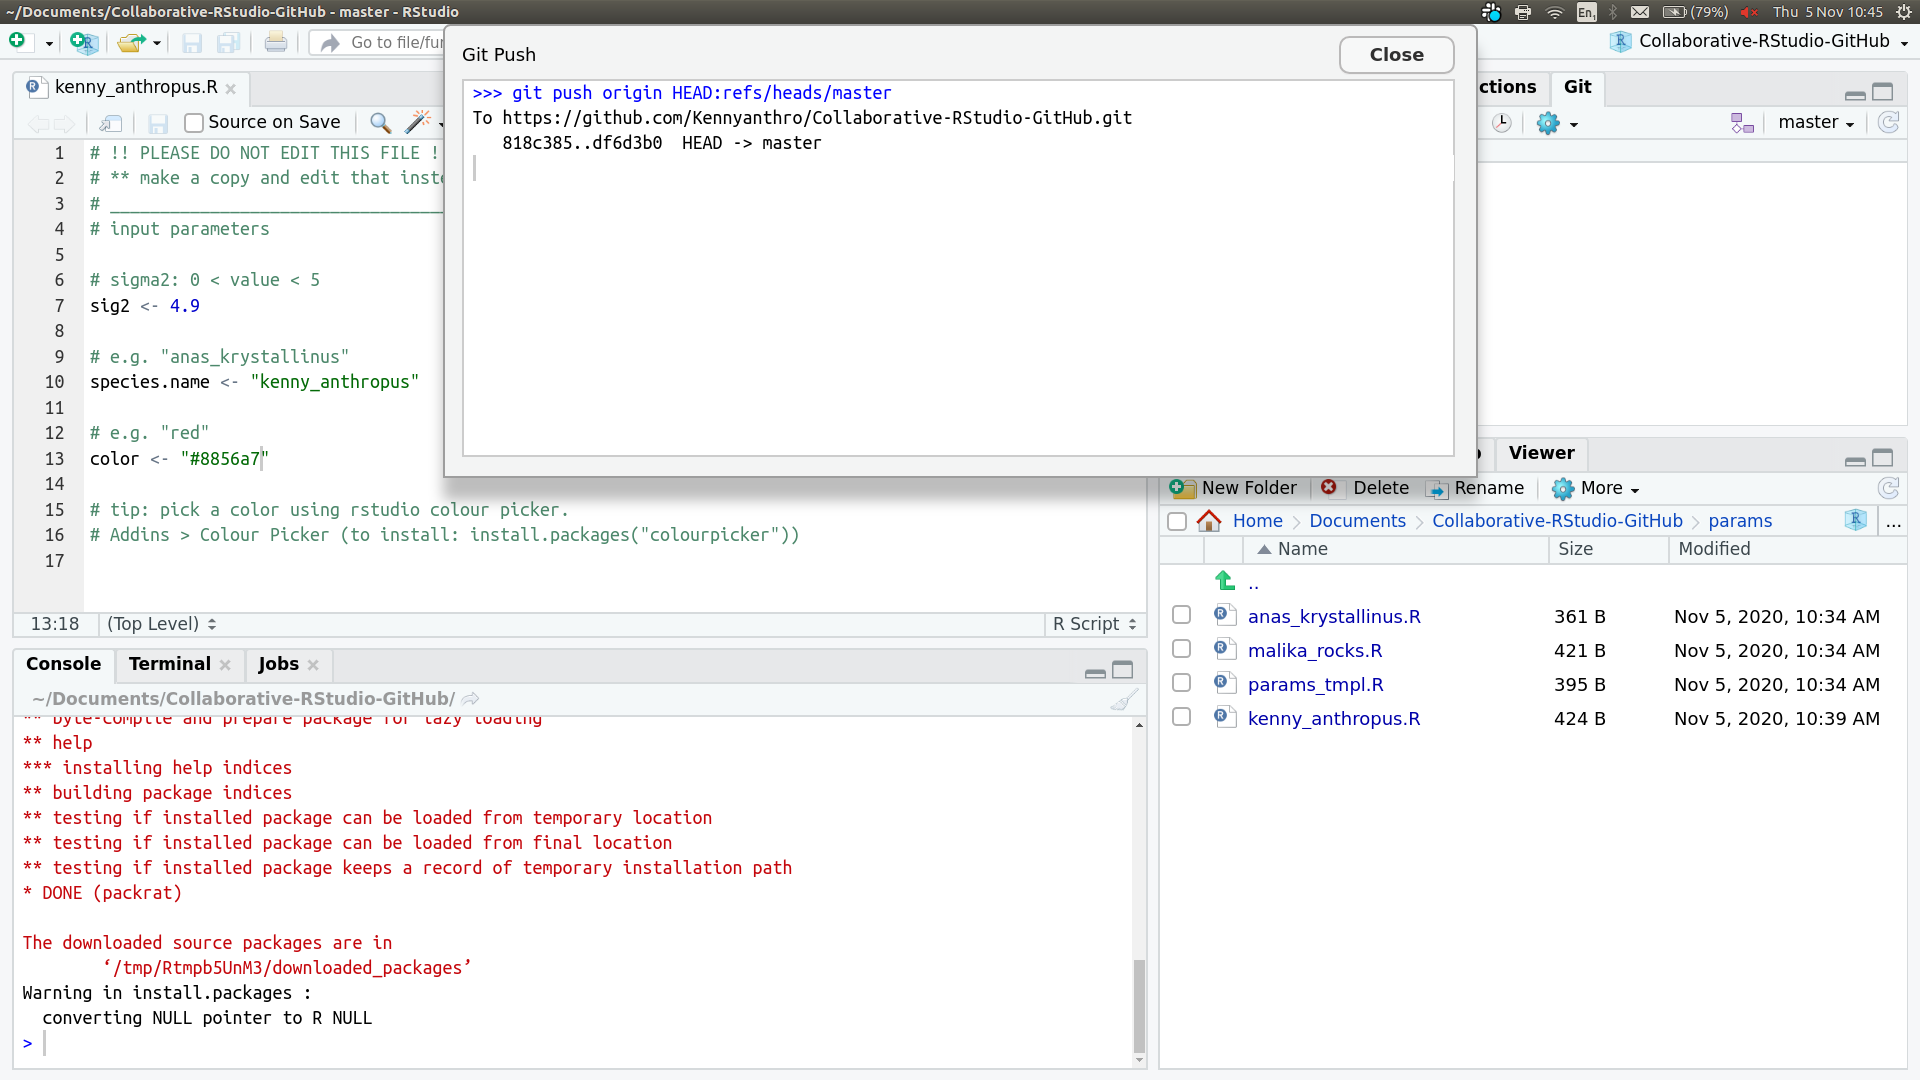 ~/Documents/Collaborative-RStudio-GitHub - master - RStudio
En1
(79%)
Thu 5 Nov 10:45
Go to file/fun
Collaborative-RStudio-GitHub
Git Push
Close
>>> git push origin HEAD:refs/heads/master
To https://github.com/Kennyanthro/Collaborative-RStudio-GitHub.git
818c385..df6d3b0  HEAD -> master
kenny_anthropus.R
Source on Save
1 # !! PLEASE DO NOT EDIT THIS FILE !
2 # ** make a copy and edit that inste
3 # ___________________________________
4 # input parameters
5
6 # sigma2: 0 < value < 5
7 sig2 <- 4.9
8
9 # e.g. "anas_krystallinus"
10 species.name <- "kenny_anthropus"
11
12 # e.g. "red"
13 color <- "#8856a7"
14
15 # tip: pick a color using rstudio colour picker.
16 # Addins > Colour Picker (to install: install.packages("colourpicker"))
17
13:18 (Top Level) R Script
Console Terminal Jobs
~/Documents/Collaborative-RStudio-GitHub/
** byte-compile and prepare package for lazy loading
** help
*** installing help indices
** building package indices
** testing if installed package can be loaded from temporary location
** testing if installed package can be loaded from final location
** testing if installed package keeps a record of temporary installation path
* DONE (packrat)
The downloaded source packages are in
‘/tmp/Rtmpb5UnM3/downloaded_packages’
Warning in install.packages :
converting NULL pointer to R NULL
>
ctions Git
master
Viewer
New Folder Delete Rename More
Home Documents Collaborative-RStudio-GitHub params ...
Name Size Modified
..
anas_krystallinus.R 361 B Nov 5, 2020, 10:34 AM
malika_rocks.R 421 B Nov 5, 2020, 10:34 AM
params_tmpl.R 395 B Nov 5, 2020, 10:34 AM
kenny_anthropus.R 424 B Nov 5, 2020, 10:39 AM